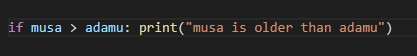 if musa > adamu: print("musa is older than adamu")